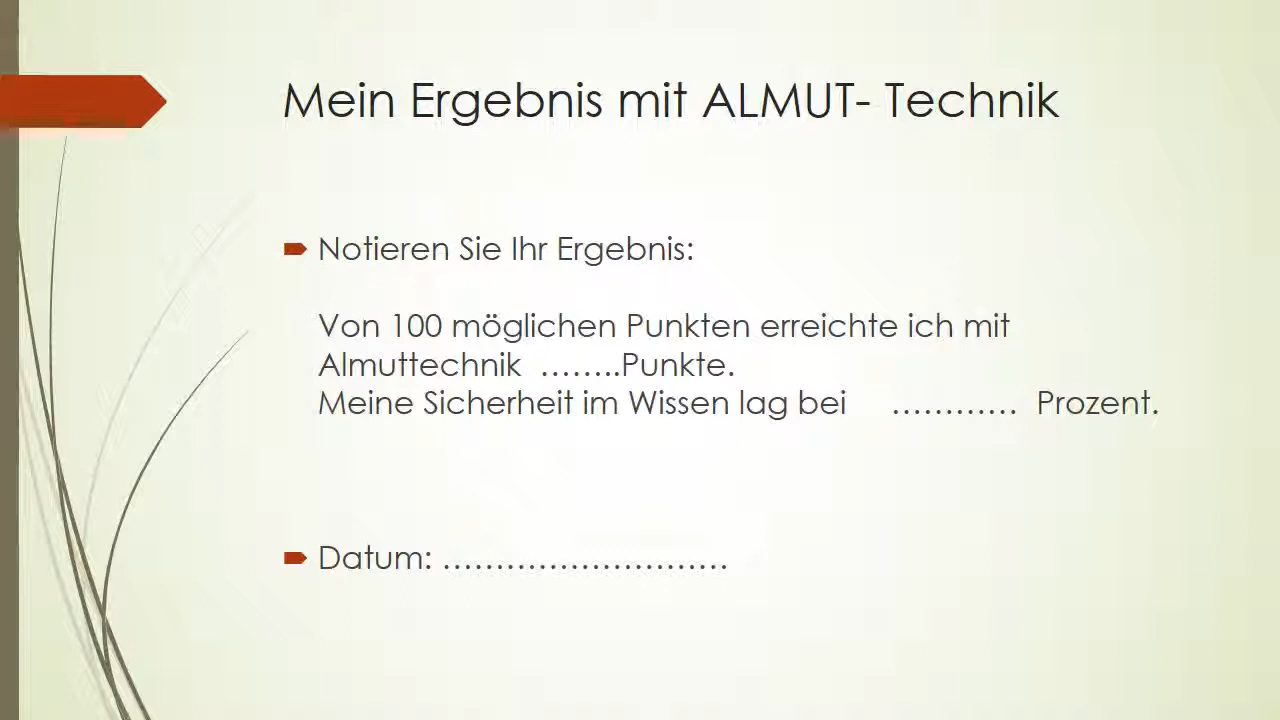 Mein Ergebnis mit ALMUT- Technik
Notieren Sie Ihr Ergebnis:
Von 100 möglichen Punkten erreichte ich mit
Almuttechnik ……..Punkte.
Meine Sicherheit im Wissen lag bei ………… Prozent.
Datum: ………………………